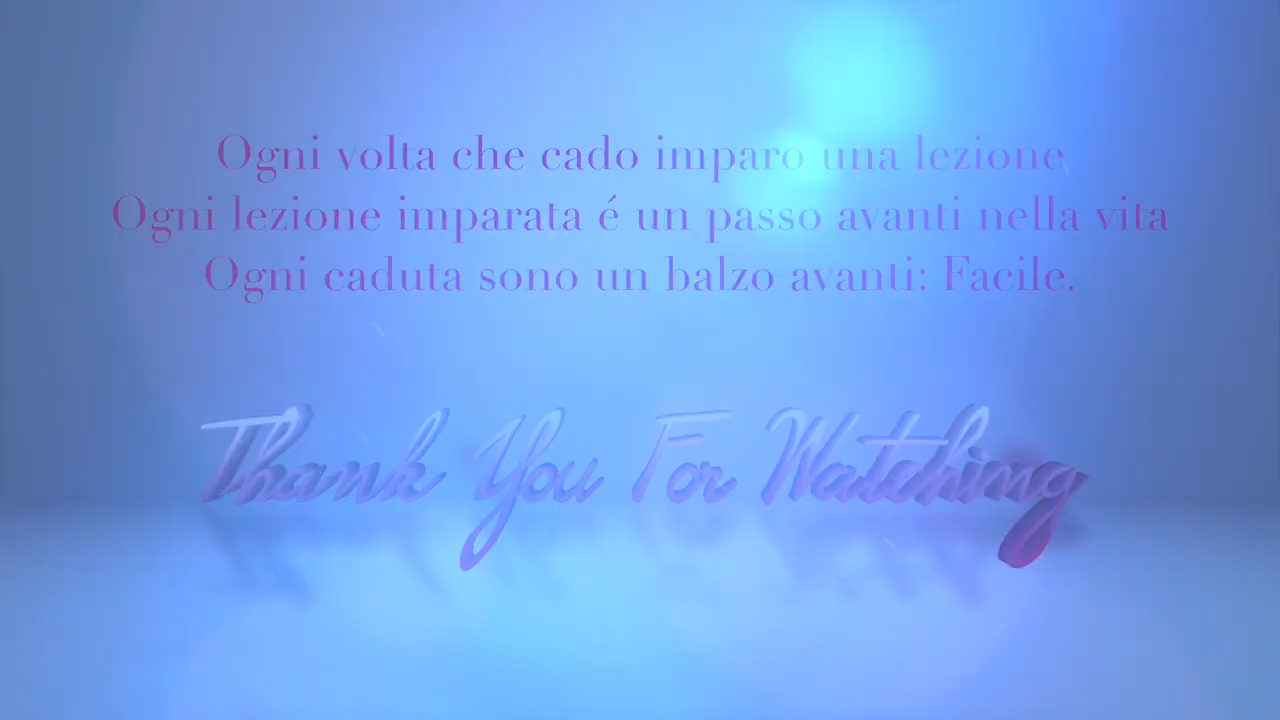 Ogni volta che cado imparo una lezione
Ogni lezione imparata é un passo avanti nella vita
Ogni caduta sono un balzo avanti: Facile.
Thank You For Watching